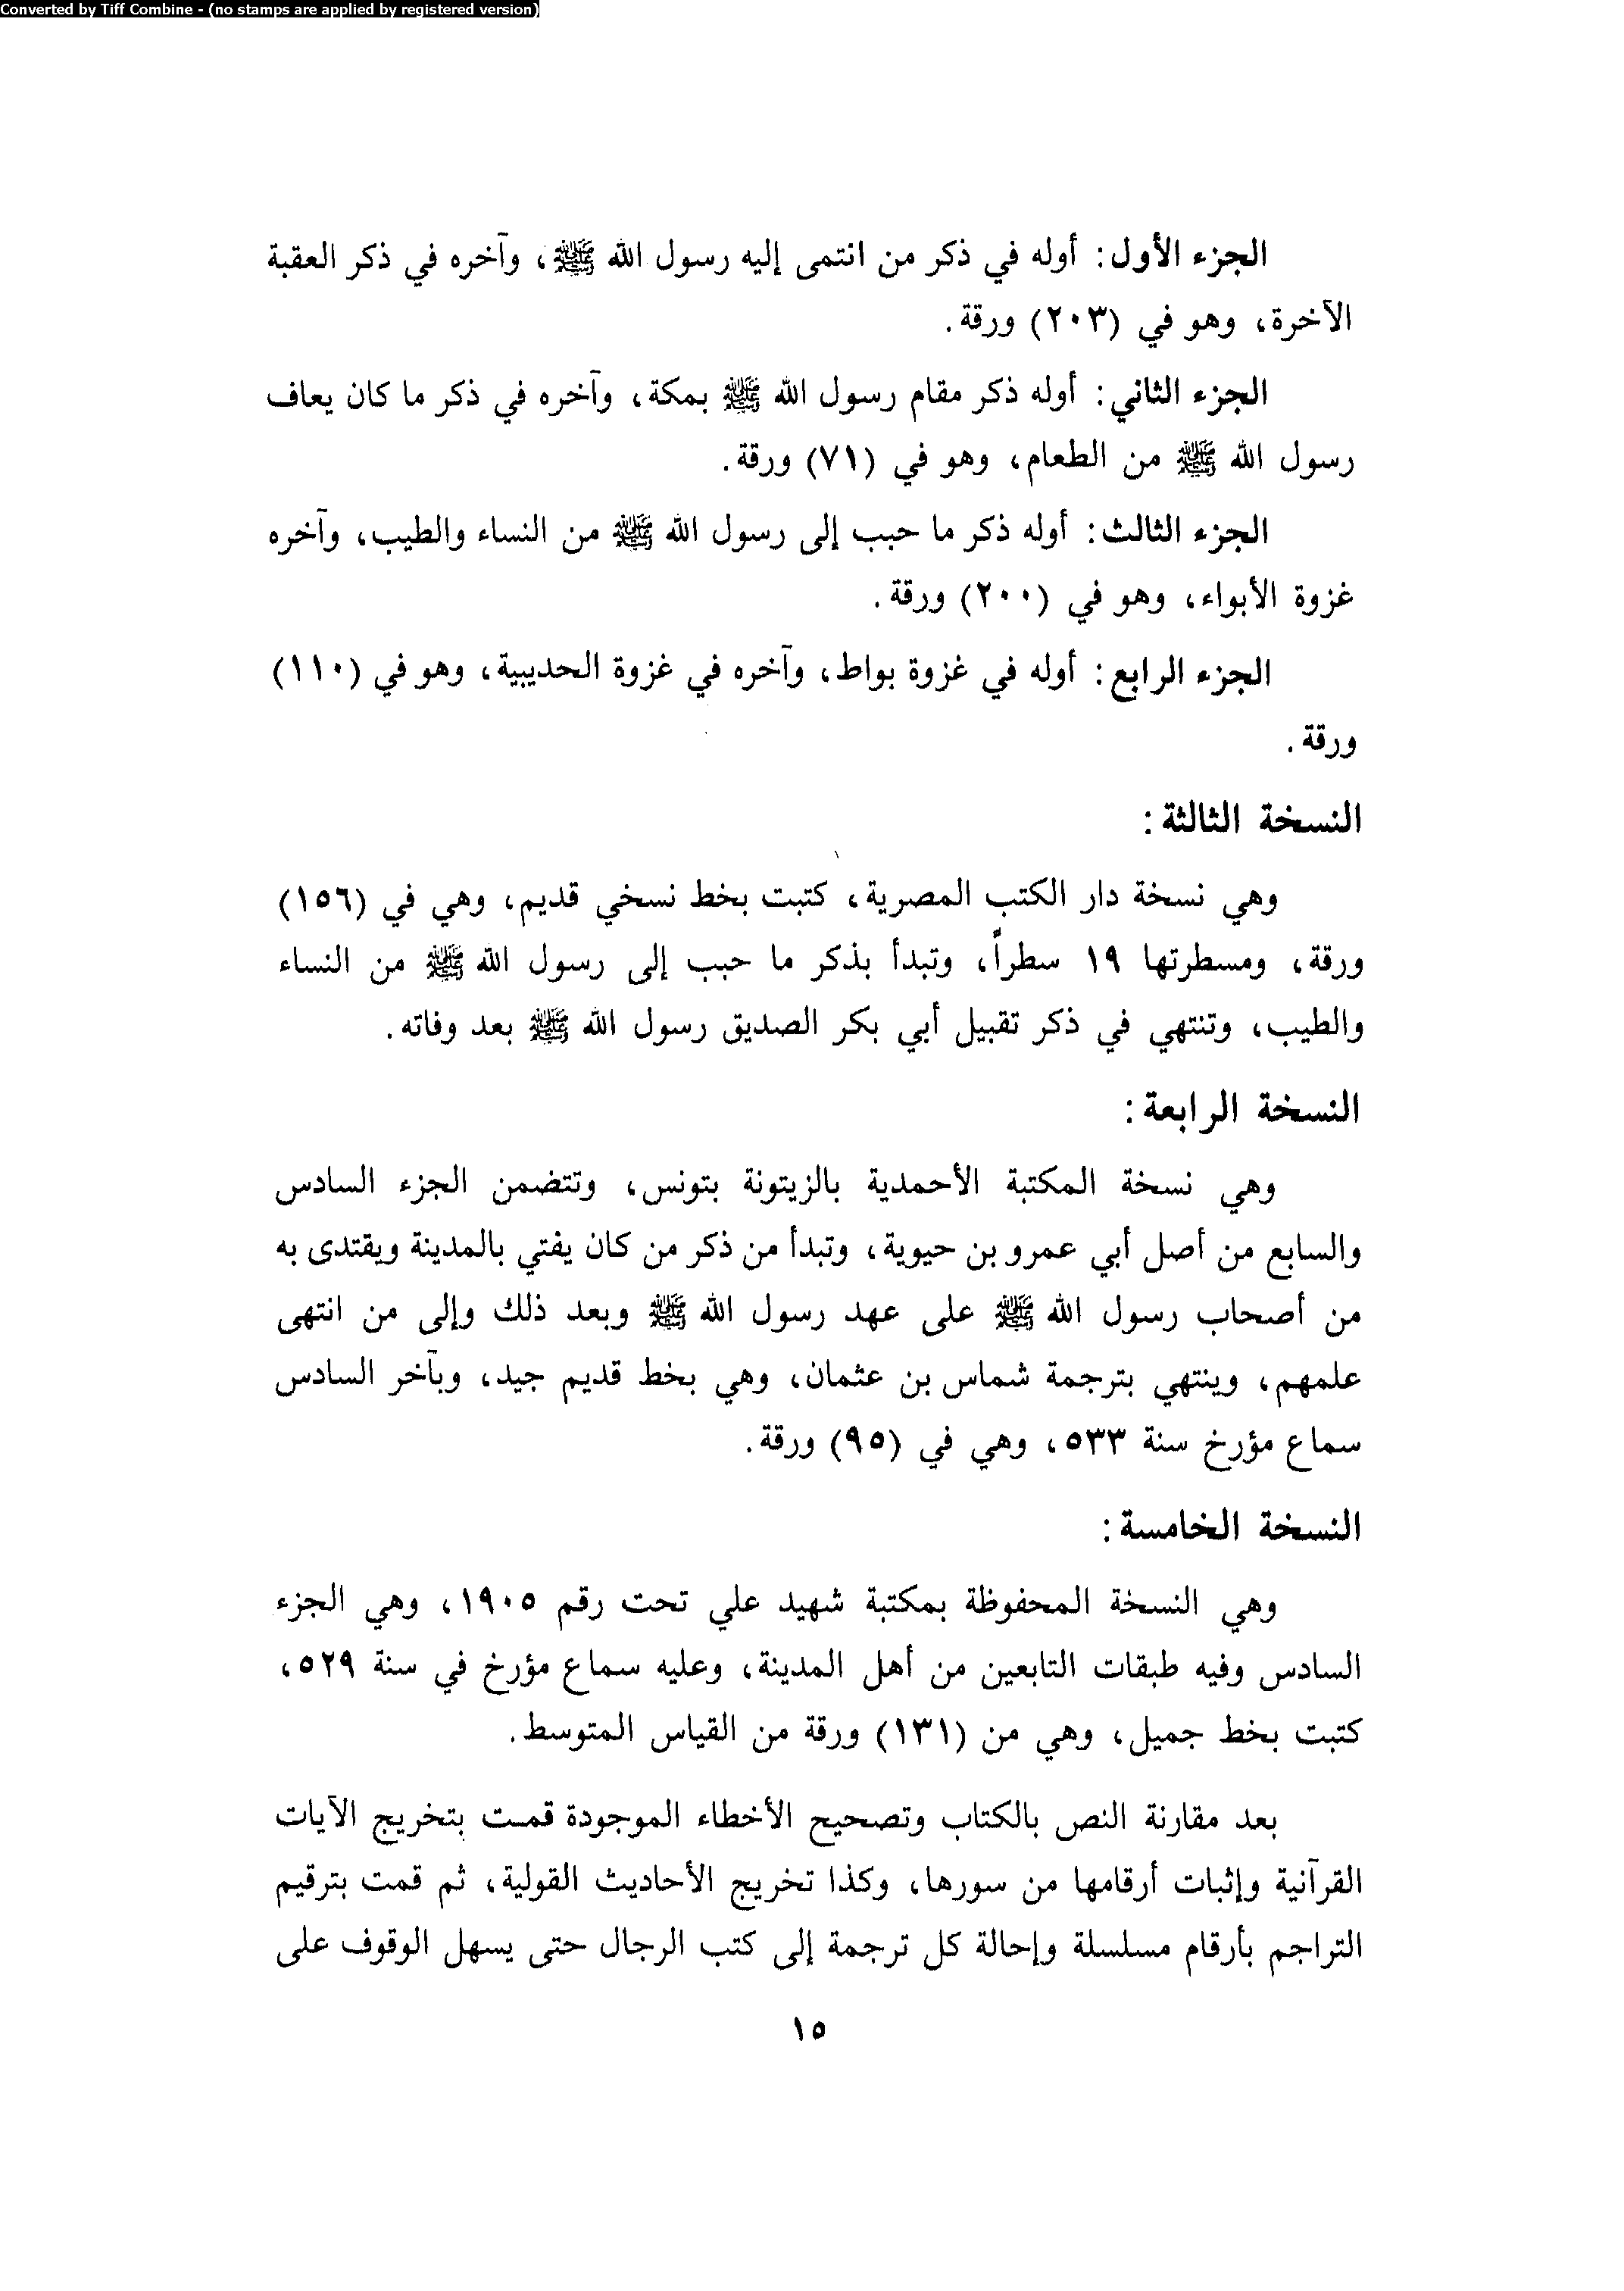 Converted by Tiff Combine - (no stamps are applied by registered version)
الجزء الأول: أوله في ذكر من انتمى إليه رسول الله ﷺ، وآخره في ذكر العقبة
الآخرة، وهو في (٢٠٣) ورقة.
الجزء الثاني: أوله ذكر مقام رسول الله ﷺ بمكة، وآخره في ذكر ما كان يعاف
رسول الله ﷺ من الطعام، وهو في (٧١) ورقة.
الجزء الثالث: أوله ذكر ما حبب إلى رسول الله ﷺ من النساء والطيب، وآخره
غزوة الأبواء، وهو في (٢٠٠) ورقة.
الجزء الرابع: أوله في غزوة بواط، وآخره في غزوة الحديبية، وهو في (١١٠)
ورقة.
النسخة الثالثة:
وهي نسخة دار الكتب المصرية، كتبت بخط نسخي قديم، وهي في (١٥٦)
ورقة، ومسطرتها ١٩ سطراً، وتبدأ بذكر ما حبب إلى رسول الله ﷺ من النساء
والطيب، وتنتهي في ذكر تقبيل أبي بكر الصديق رسول الله ﷺ بعد وفاته.
النسخة الرابعة:
وهي نسخة المكتبة الأحمدية بالزيتونة بتونس، وتتضمن الجزء السادس
والسابع من أصل أبي عمرو بن حيوية، وتبدأ من ذكر من كان يفتي بالمدينة ويقتدى به
من أصحاب رسول الله ﷺ على عهد رسول الله ﷺ وبعد ذلك وإلى من انتهى
علمهم، وينتهي بترجمة شماس بن عثمان، وهي بخط قديم جيد، وبآخر السادس
سماع مؤرخ سنة ٥٣٣، وهي في (٩٥) ورقة.
النسخة الخامسة:
وهي النسخة المحفوظة بمكتبة شهيد علي تحت رقم ١٩٠٥، وهي الجزء
السادس وفيه طبقات التابعين من أهل المدينة، وعليه سماع مؤرخ في سنة ٥٢٩،
كتبت بخط جميل، وهي من (١٣١) ورقة من القياس المتوسط.
بعد مقارنة النص بالكتاب وتصحيح الأخطاء الموجودة قمت بتخريج الآيات
القرآنية وإثبات أرقامها من سورها، وكذا تخريج الأحاديث القولية، ثم قمت بترقيم
التراجم بأرقام مسلسلة وإحالة كل ترجمة إلى كتب الرجال حتى يسهل الوقوف على
١٥